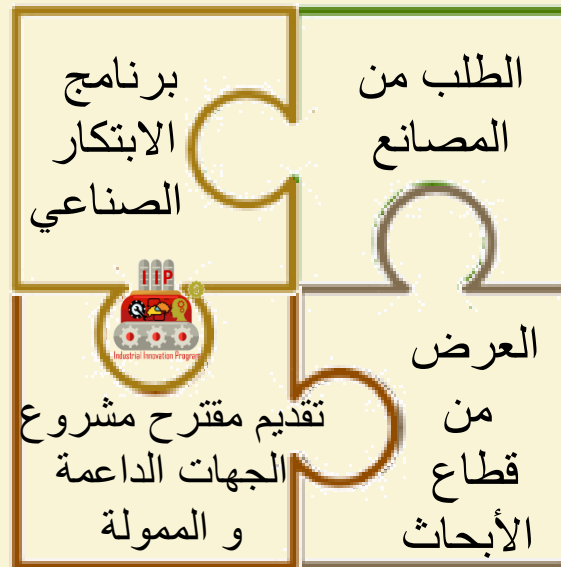 الطلب من
المصانع
برنامج
الابتكار
الصناعي
IIP
Industrial Innovation Program
العرض
من
قطاع
الأبحاث
تقديم مقترح مشروع
الجهات الداعمة
و الممولة